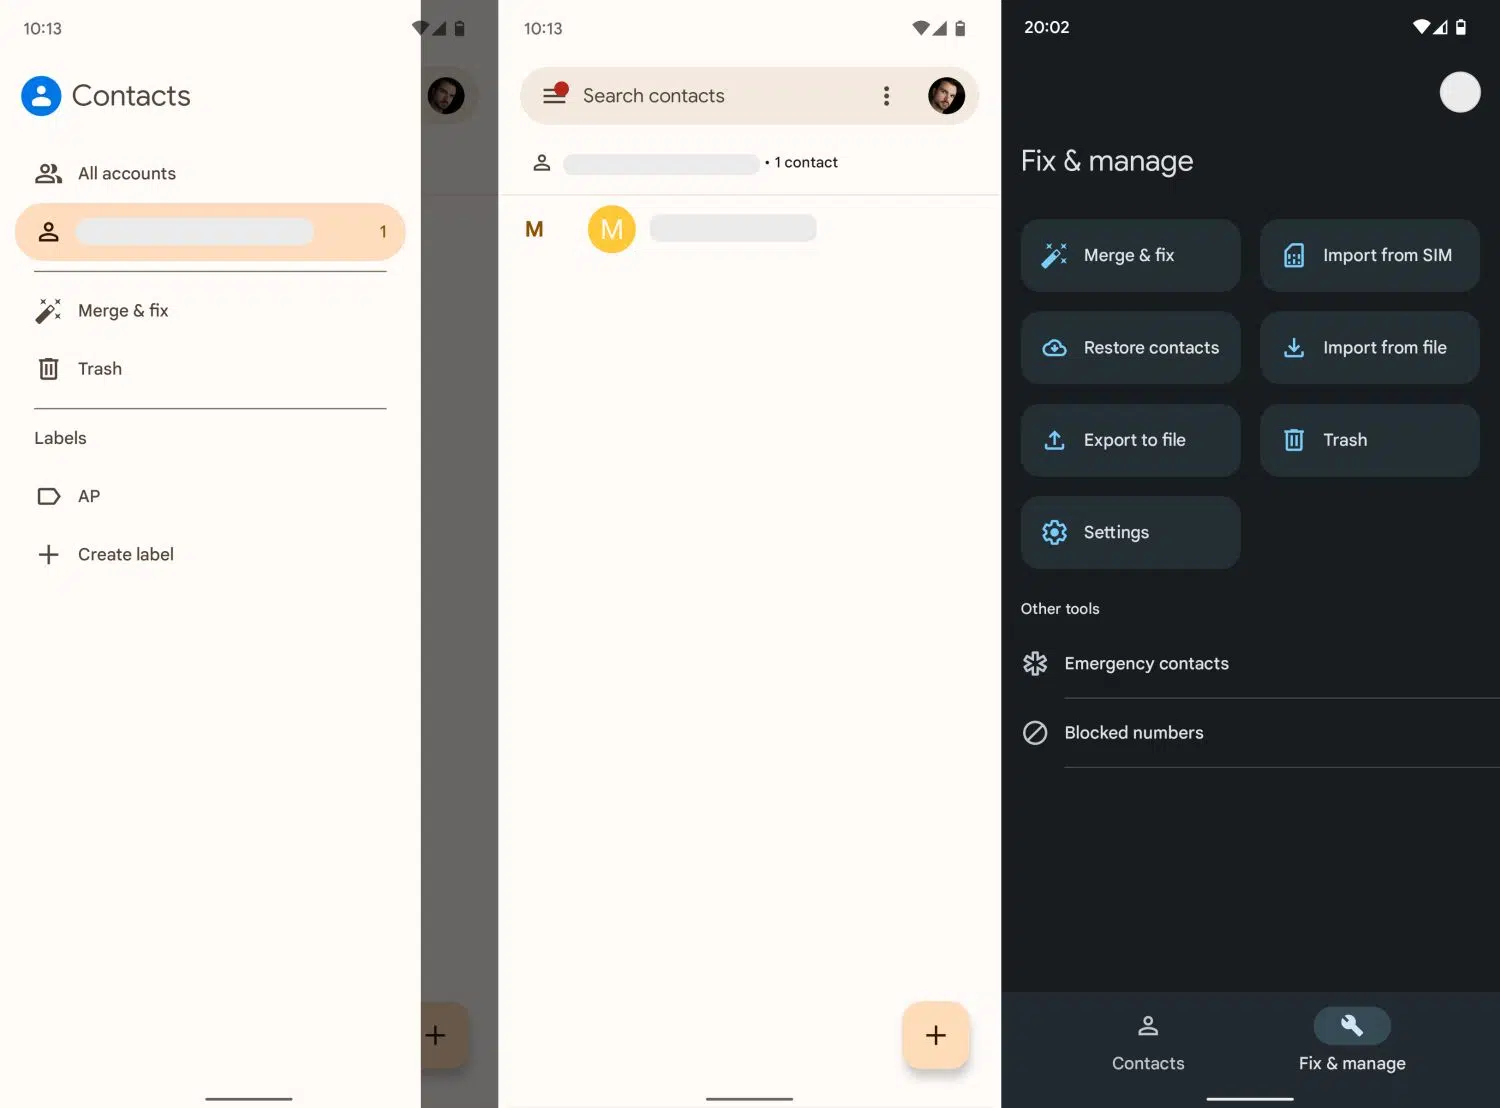 10:13
Contacts
All accounts
1
Merge & fix
Trash
Labels
AP
Create label
10:13
Search contacts
• 1 contact
M
M
20:02
Fix & manage
Merge & fix
Import from SIM
Restore contacts
Import from file
Export to file
Trash
Settings
Other tools
Emergency contacts
Blocked numbers
Contacts
Fix & manage